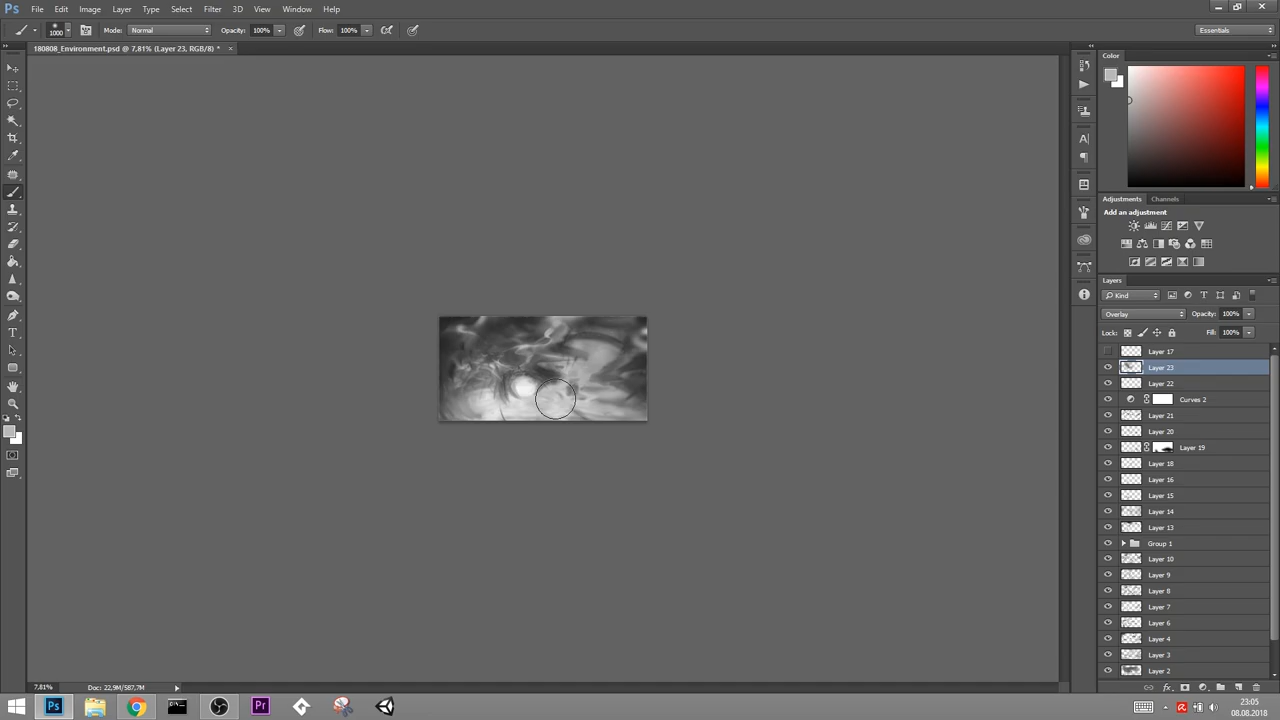 Ps File Edit Image Layer Type Select Filter 3D View Window Help
1000 Mode: Normal Opacity: 100% Flow: 100% Essentials
180808_Environment.psd @ 7,81% (Layer 23, RGB/8) * ×
Color
Adjustments Channels
Add an adjustment
Layers
Kind
Overlay Opacity: 100%
Lock: Fill: 100%
Layer 17
Layer 23
Layer 22
Curves 2
Layer 21
Layer 20
Layer 19
Layer 18
Layer 16
Layer 15
Layer 14
Layer 13
Group 1
Layer 10
Layer 9
Layer 8
Layer 7
Layer 6
Layer 4
Layer 3
Layer 2
7,81% Doc: 22,9M/587,7M
Ps Pr
23:05
08.08.2018